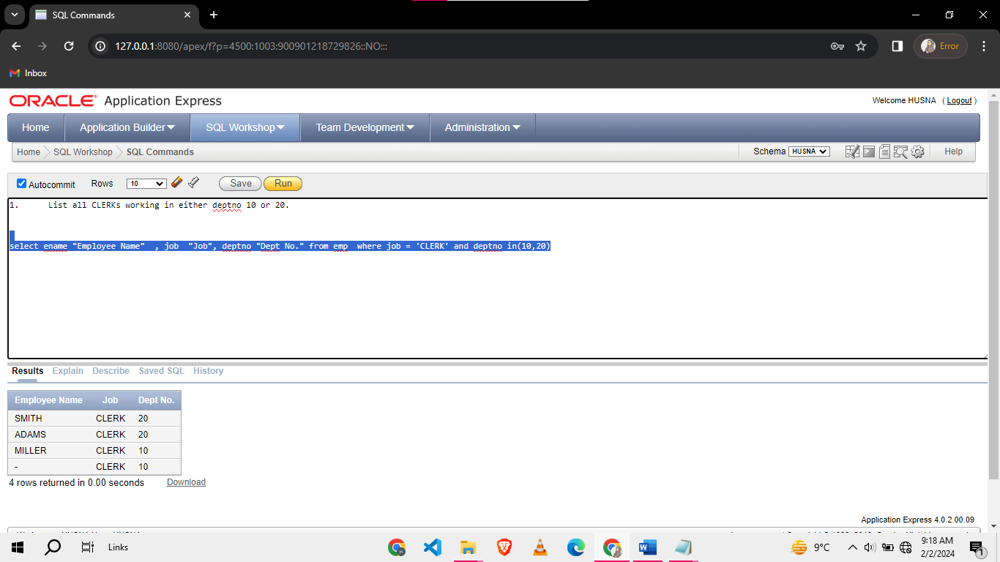 SQL Commands
127.0.0.1:8080/apex/f?p=4500:1003:900901218729826::NO:::
Error
Inbox
ORACLE Application Express
Welcome HUSNA ( Logout )
Home Application Builder SQL Workshop Team Development Administration
Home SQL Workshop SQL Commands Schema HUSNA Help
Autocommit Rows 10 Save Run
1. List all CLERKs working in either deptno 10 or 20.
select ename "Employee Name" , job "Job", deptno "Dept No." from emp where job = 'CLERK' and deptno in(10,20)
Results Explain Describe Saved SQL History
Employee Name Job Dept No.
SMITH CLERK 20
ADAMS CLERK 20
MILLER CLERK 10
- CLERK 10
4 rows returned in 0.00 seconds Download
Application Express 4.0.2.00.09
Links 9°C 9:18 AM
2/2/2024
1